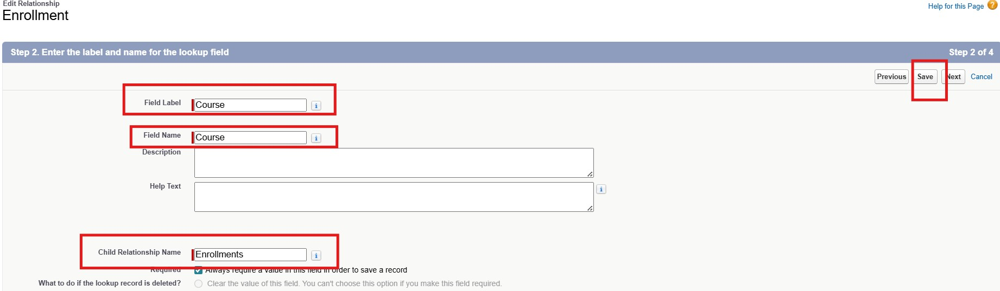 Edit Relationship
Help for this Page ?
Enrollment
Step 2. Enter the label and name for the lookup field
Step 2 of 4
Previous Save Next Cancel
Field Label Course i
Field Name Course i
Description
Help Text i
Child Relationship Name Enrollments i
Required Always require a value in this field in order to save a record
What to do if the lookup record is deleted? Clear the value of this field. You can't choose this option if you make this field required.